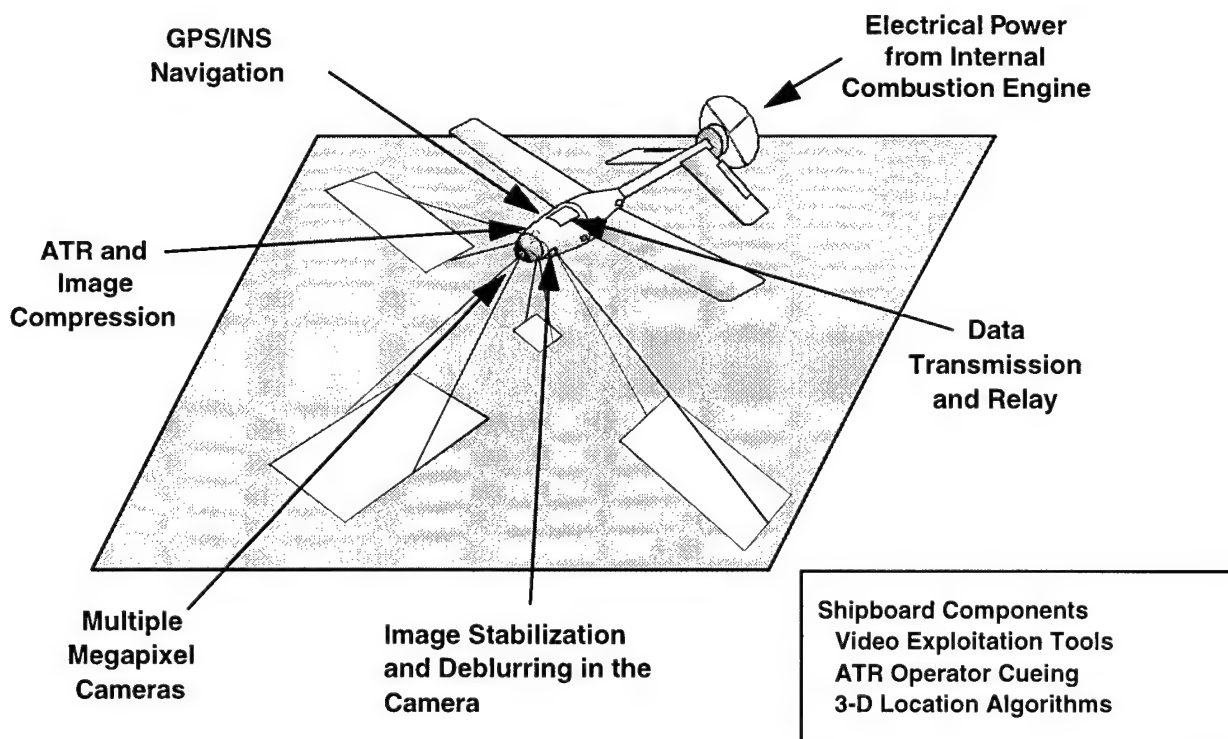 GPS/INS
Navigation
Electrical Power
from Internal
Combustion Engine
ATR and
Image
Compression
Data
Transmission
and Relay
Multiple
Megapixel
Cameras
Image Stabilization
and Deblurring in the
Camera
Shipboard Components
Video Exploitation Tools
ATR Operator Cueing
3-D Location Algorithms